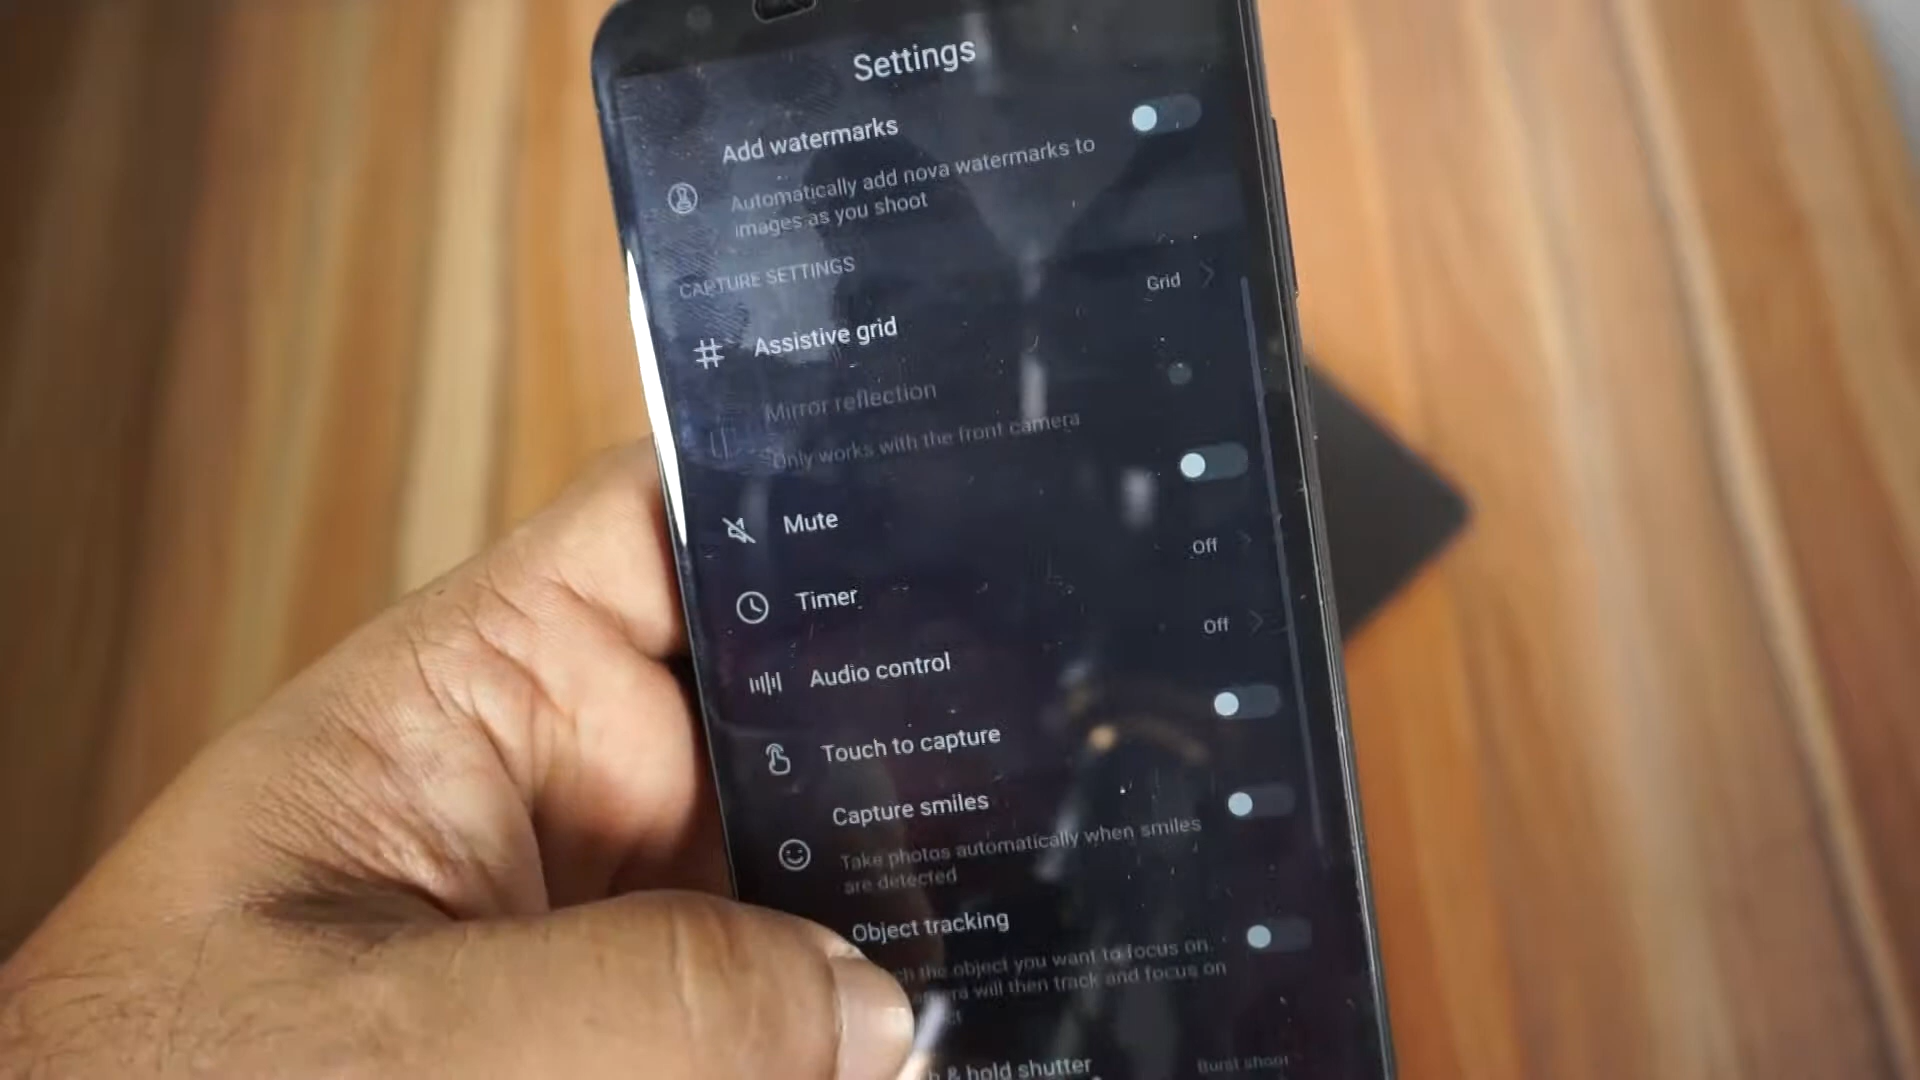 Settings
Add watermarks
Automatically add nova watermarks to
images as you shoot
CAPTURE SETTINGS
Assistive grid
Grid
Mirror reflection
Only works with the front camera
Mute
Timer
Off
Audio control
Off
Touch to capture
Capture smiles
Take photos automatically when smiles
are detected
Object tracking
the object you want to focus on.
will then track and focus on
& hold shutter
Burst shoot